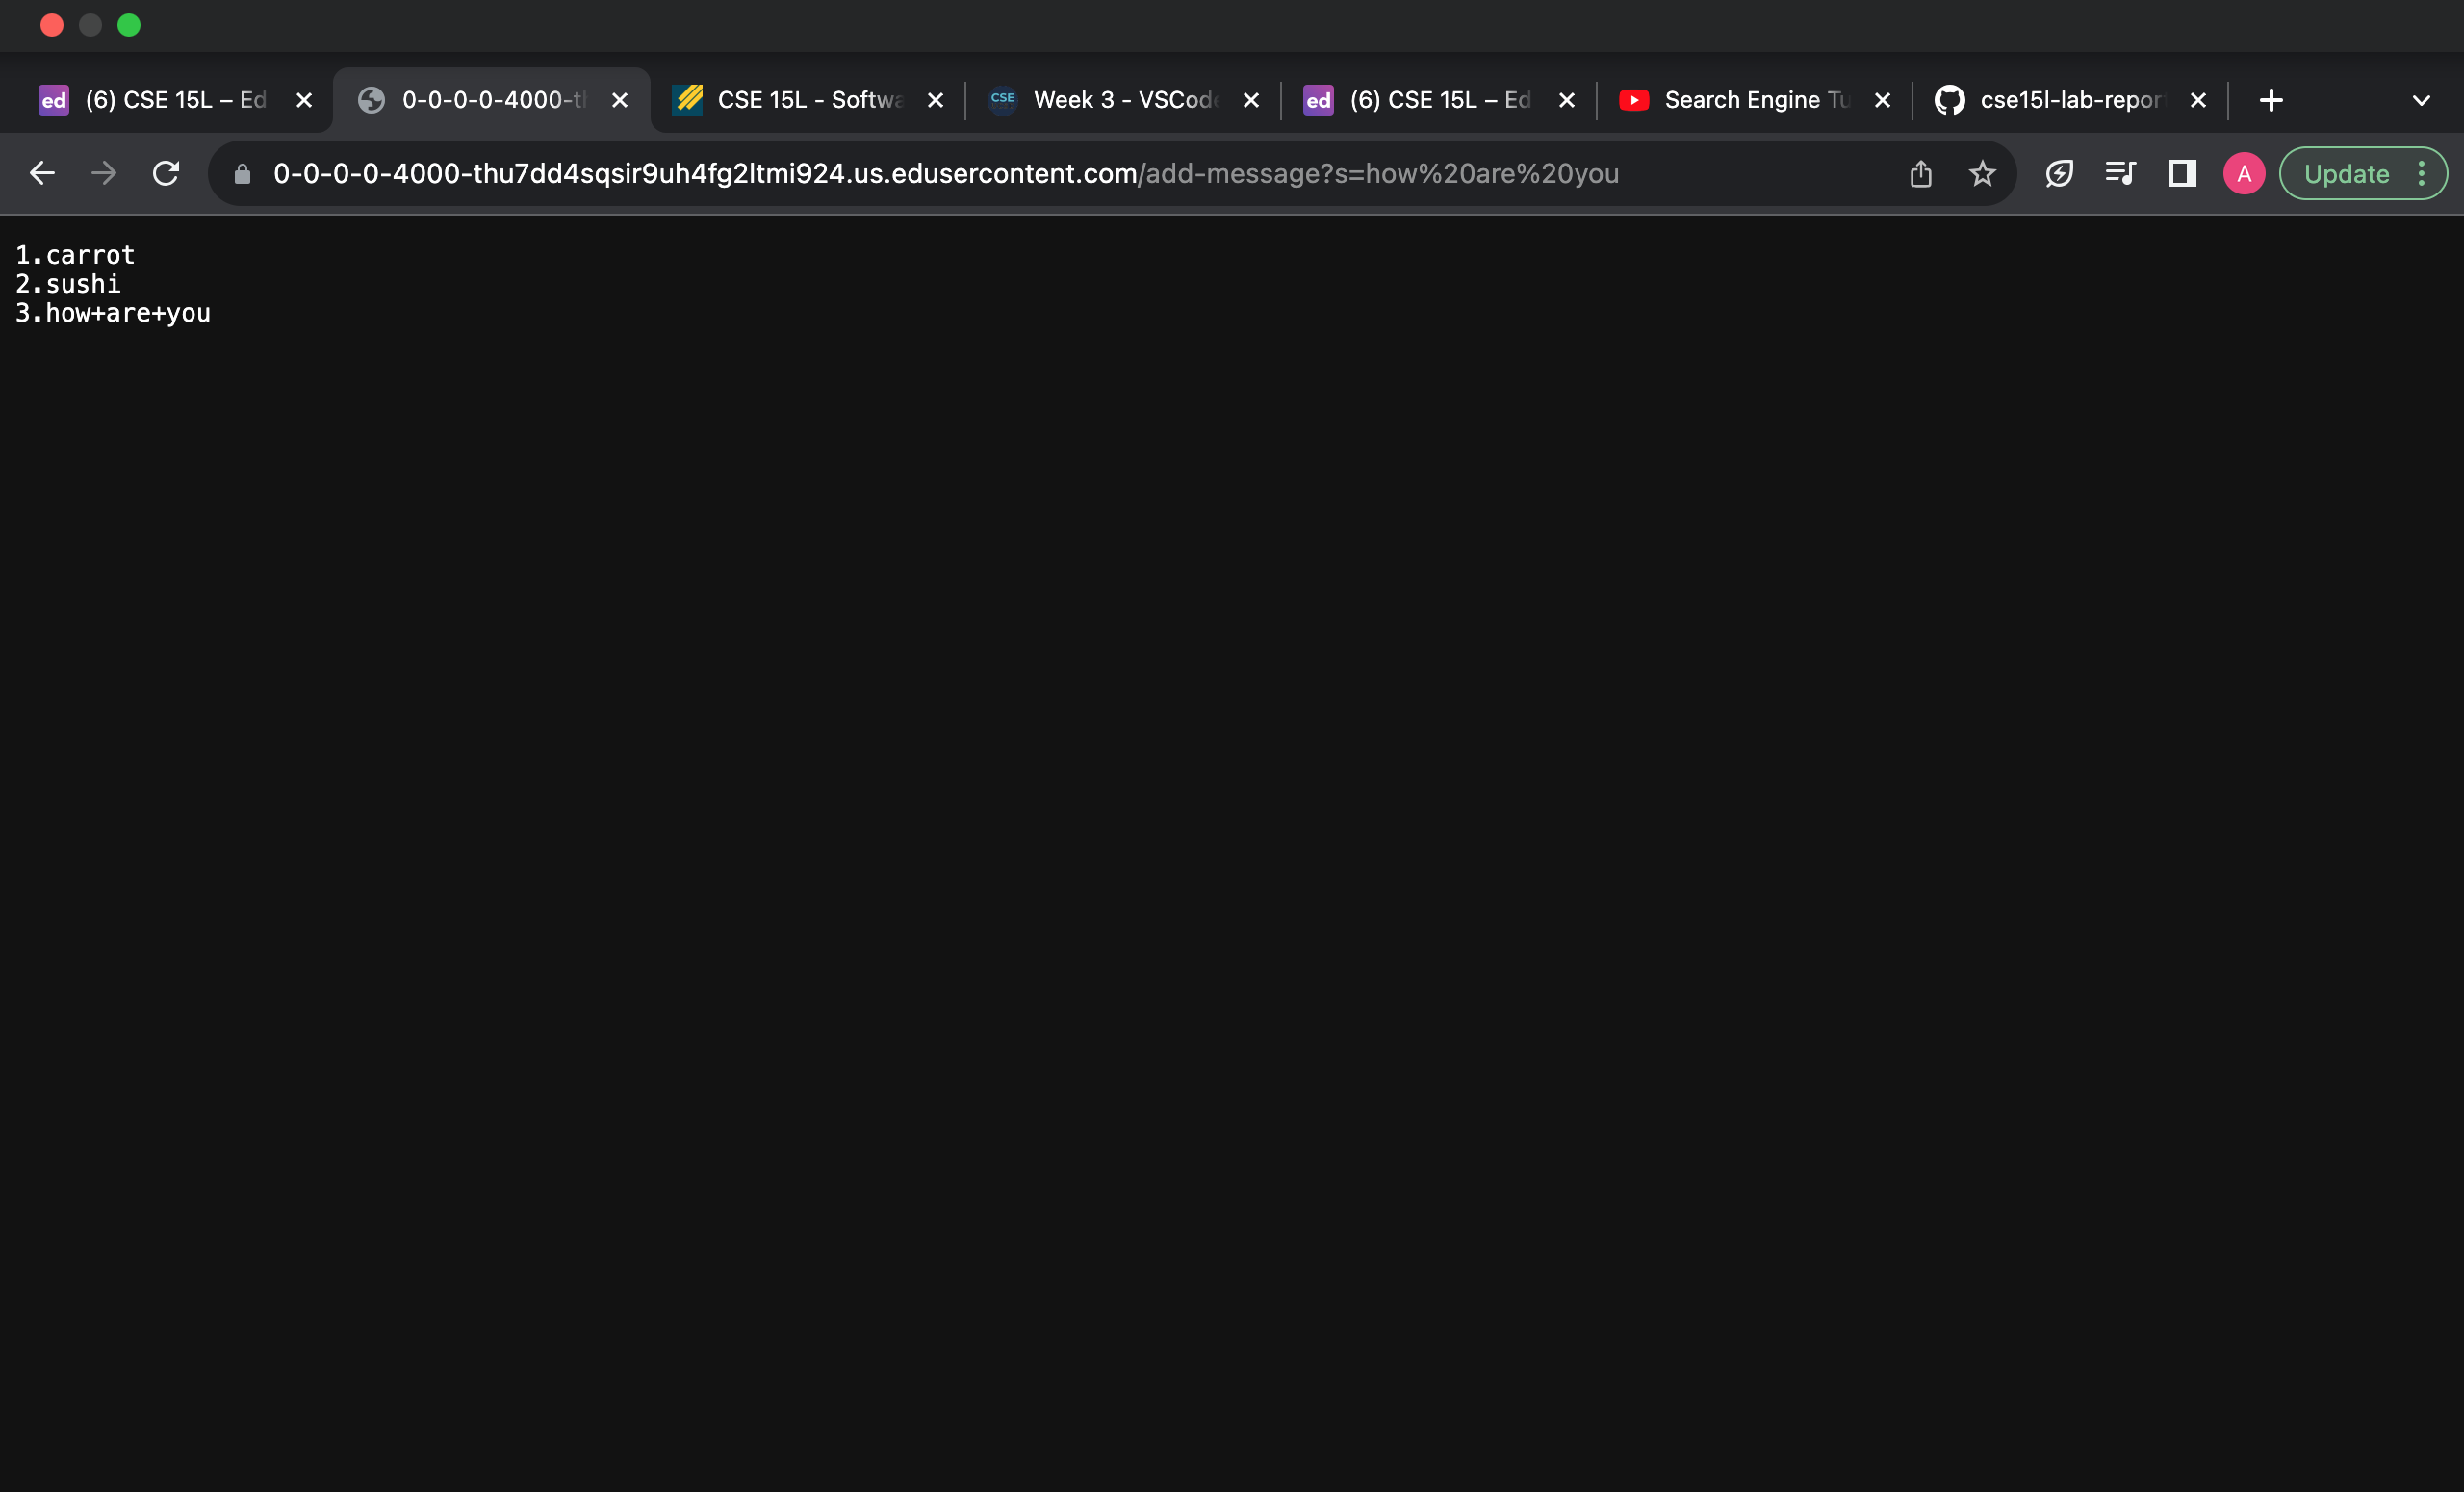 ed (6) CSE 15L – Ed
0-0-0-0-4000-th
CSE 15L - Softwa
CSE Week 3 - VSCode
ed (6) CSE 15L – Ed
Search Engine Tu
cse15l-lab-repor
0-0-0-0-4000-thu7dd4sqsir9uh4fg2ltmi924.us.edusercontent.com/add-message?s=how%20are%20you
A
Update
1.carrot
2.sushi
3.how+are+you